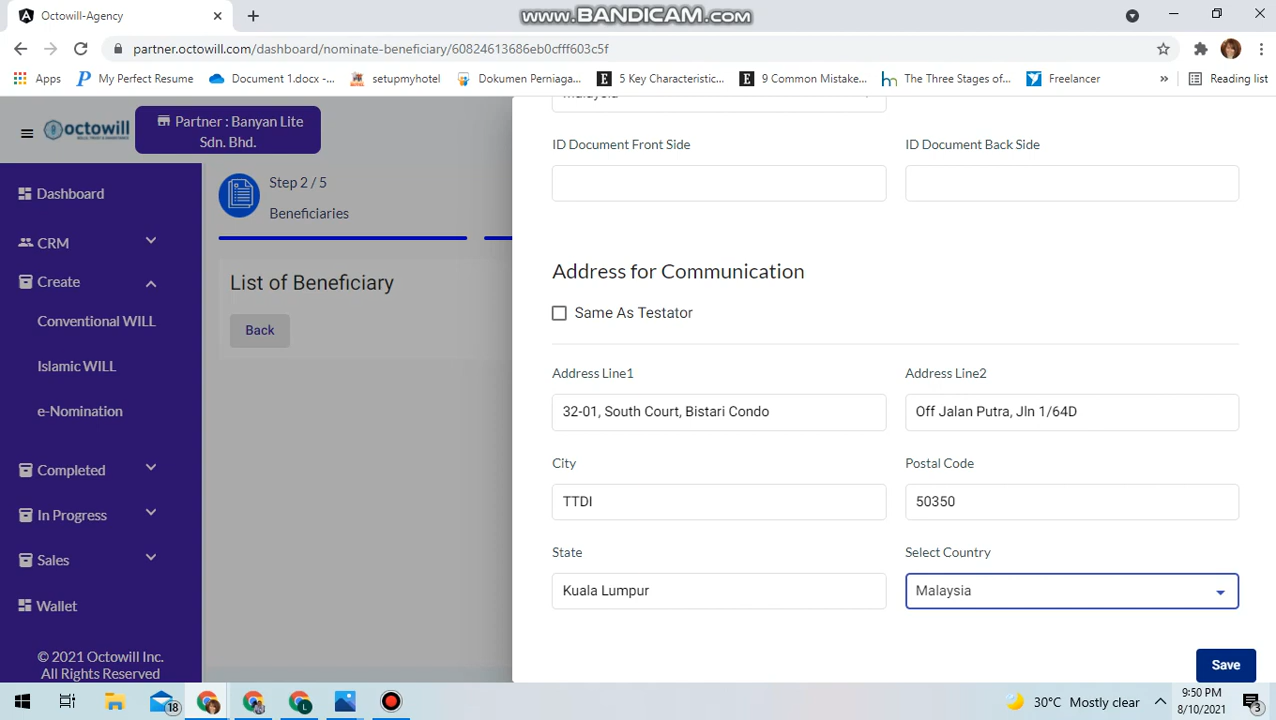 Octowill-Agency
www.BANDICAM.com
partner.octowill.com/dashboard/nominate-beneficiary/60824613686eb0cfff603c5f
Apps
My Perfect Resume
Document 1.docx -...
setupmyhotel
Dokumen Perniaga...
5 Key Characteristic...
9 Common Mistake...
The Three Stages of...
Freelancer
»
Reading list
octowill
Partner : Banyan Lite
Sdn. Bhd.
Dashboard
CRM
Create
Conventional WILL
Islamic WILL
e-Nomination
Completed
In Progress
Sales
Wallet
© 2021 Octowill Inc.
All Rights Reserved
Step 2 / 5
Beneficiaries
List of Beneficiary
Back
Malaysia
ID Document Front Side
ID Document Back Side
Address for Communication
Same As Testator
Address Line1
Address Line2
32-01, South Court, Bistari Condo
Off Jalan Putra, Jln 1/64D
City
Postal Code
TTDI
50350
State
Select Country
Kuala Lumpur
Malaysia
Save
18
L
30°C Mostly clear
9:50 PM
8/10/2021
3